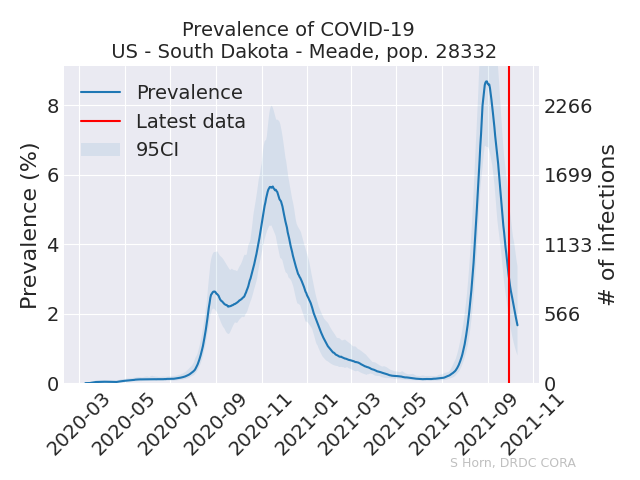 Prevalence of COVID-19
US - South Dakota - Meade, pop. 28332
Prevalence
Latest data
95CI
Prevalence (%)
8
6
4
2
0
2266
1699
1133
566
0
# of infections
2020-03
2020-05
2020-07
2020-09
2020-11
2021-01
2021-03
2021-05
2021-07
2021-09
2021-11
S Horn, DRDC CORA